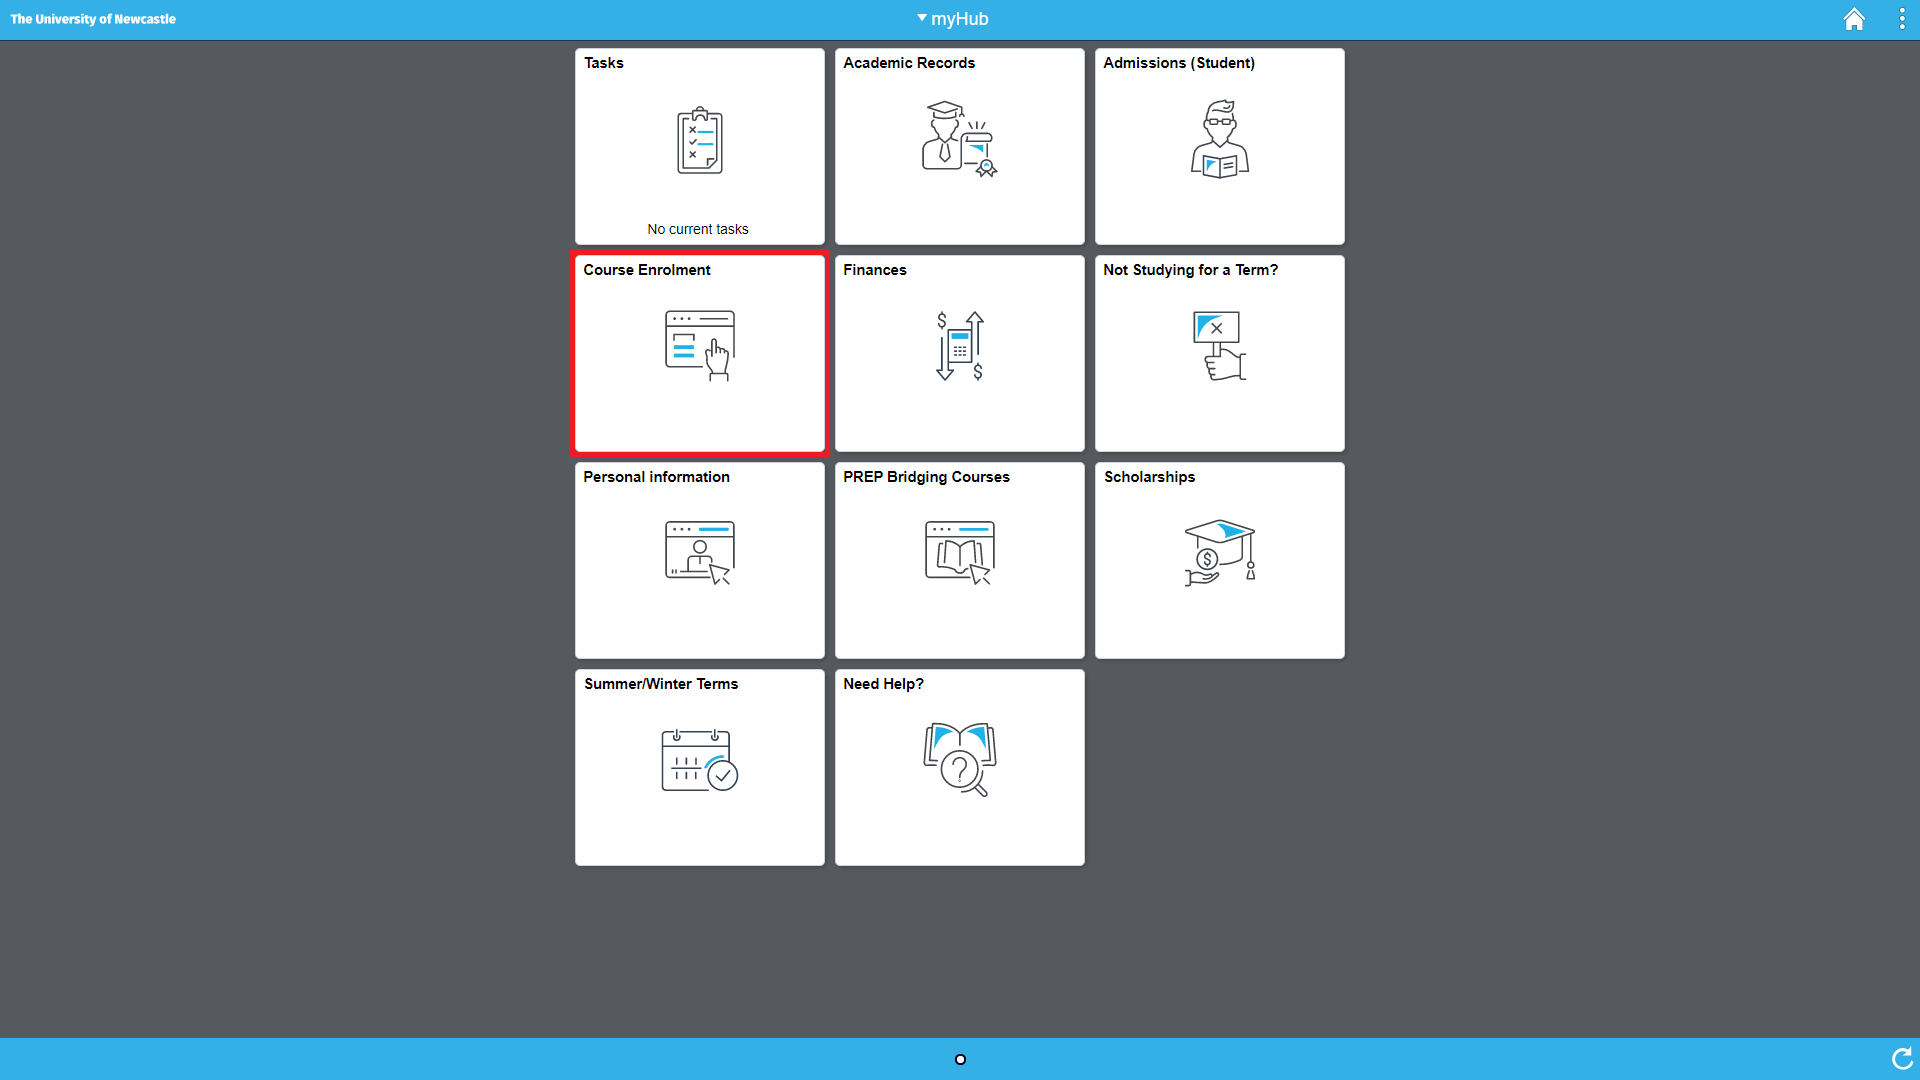 The University of Newcastle
myHub
Tasks
No current tasks
Academic Records
Admissions (Student)
Course Enrolment
Finances
Not Studying for a Term?
Personal information
PREP Bridging Courses
Scholarships
Summer/Winter Terms
Need Help?